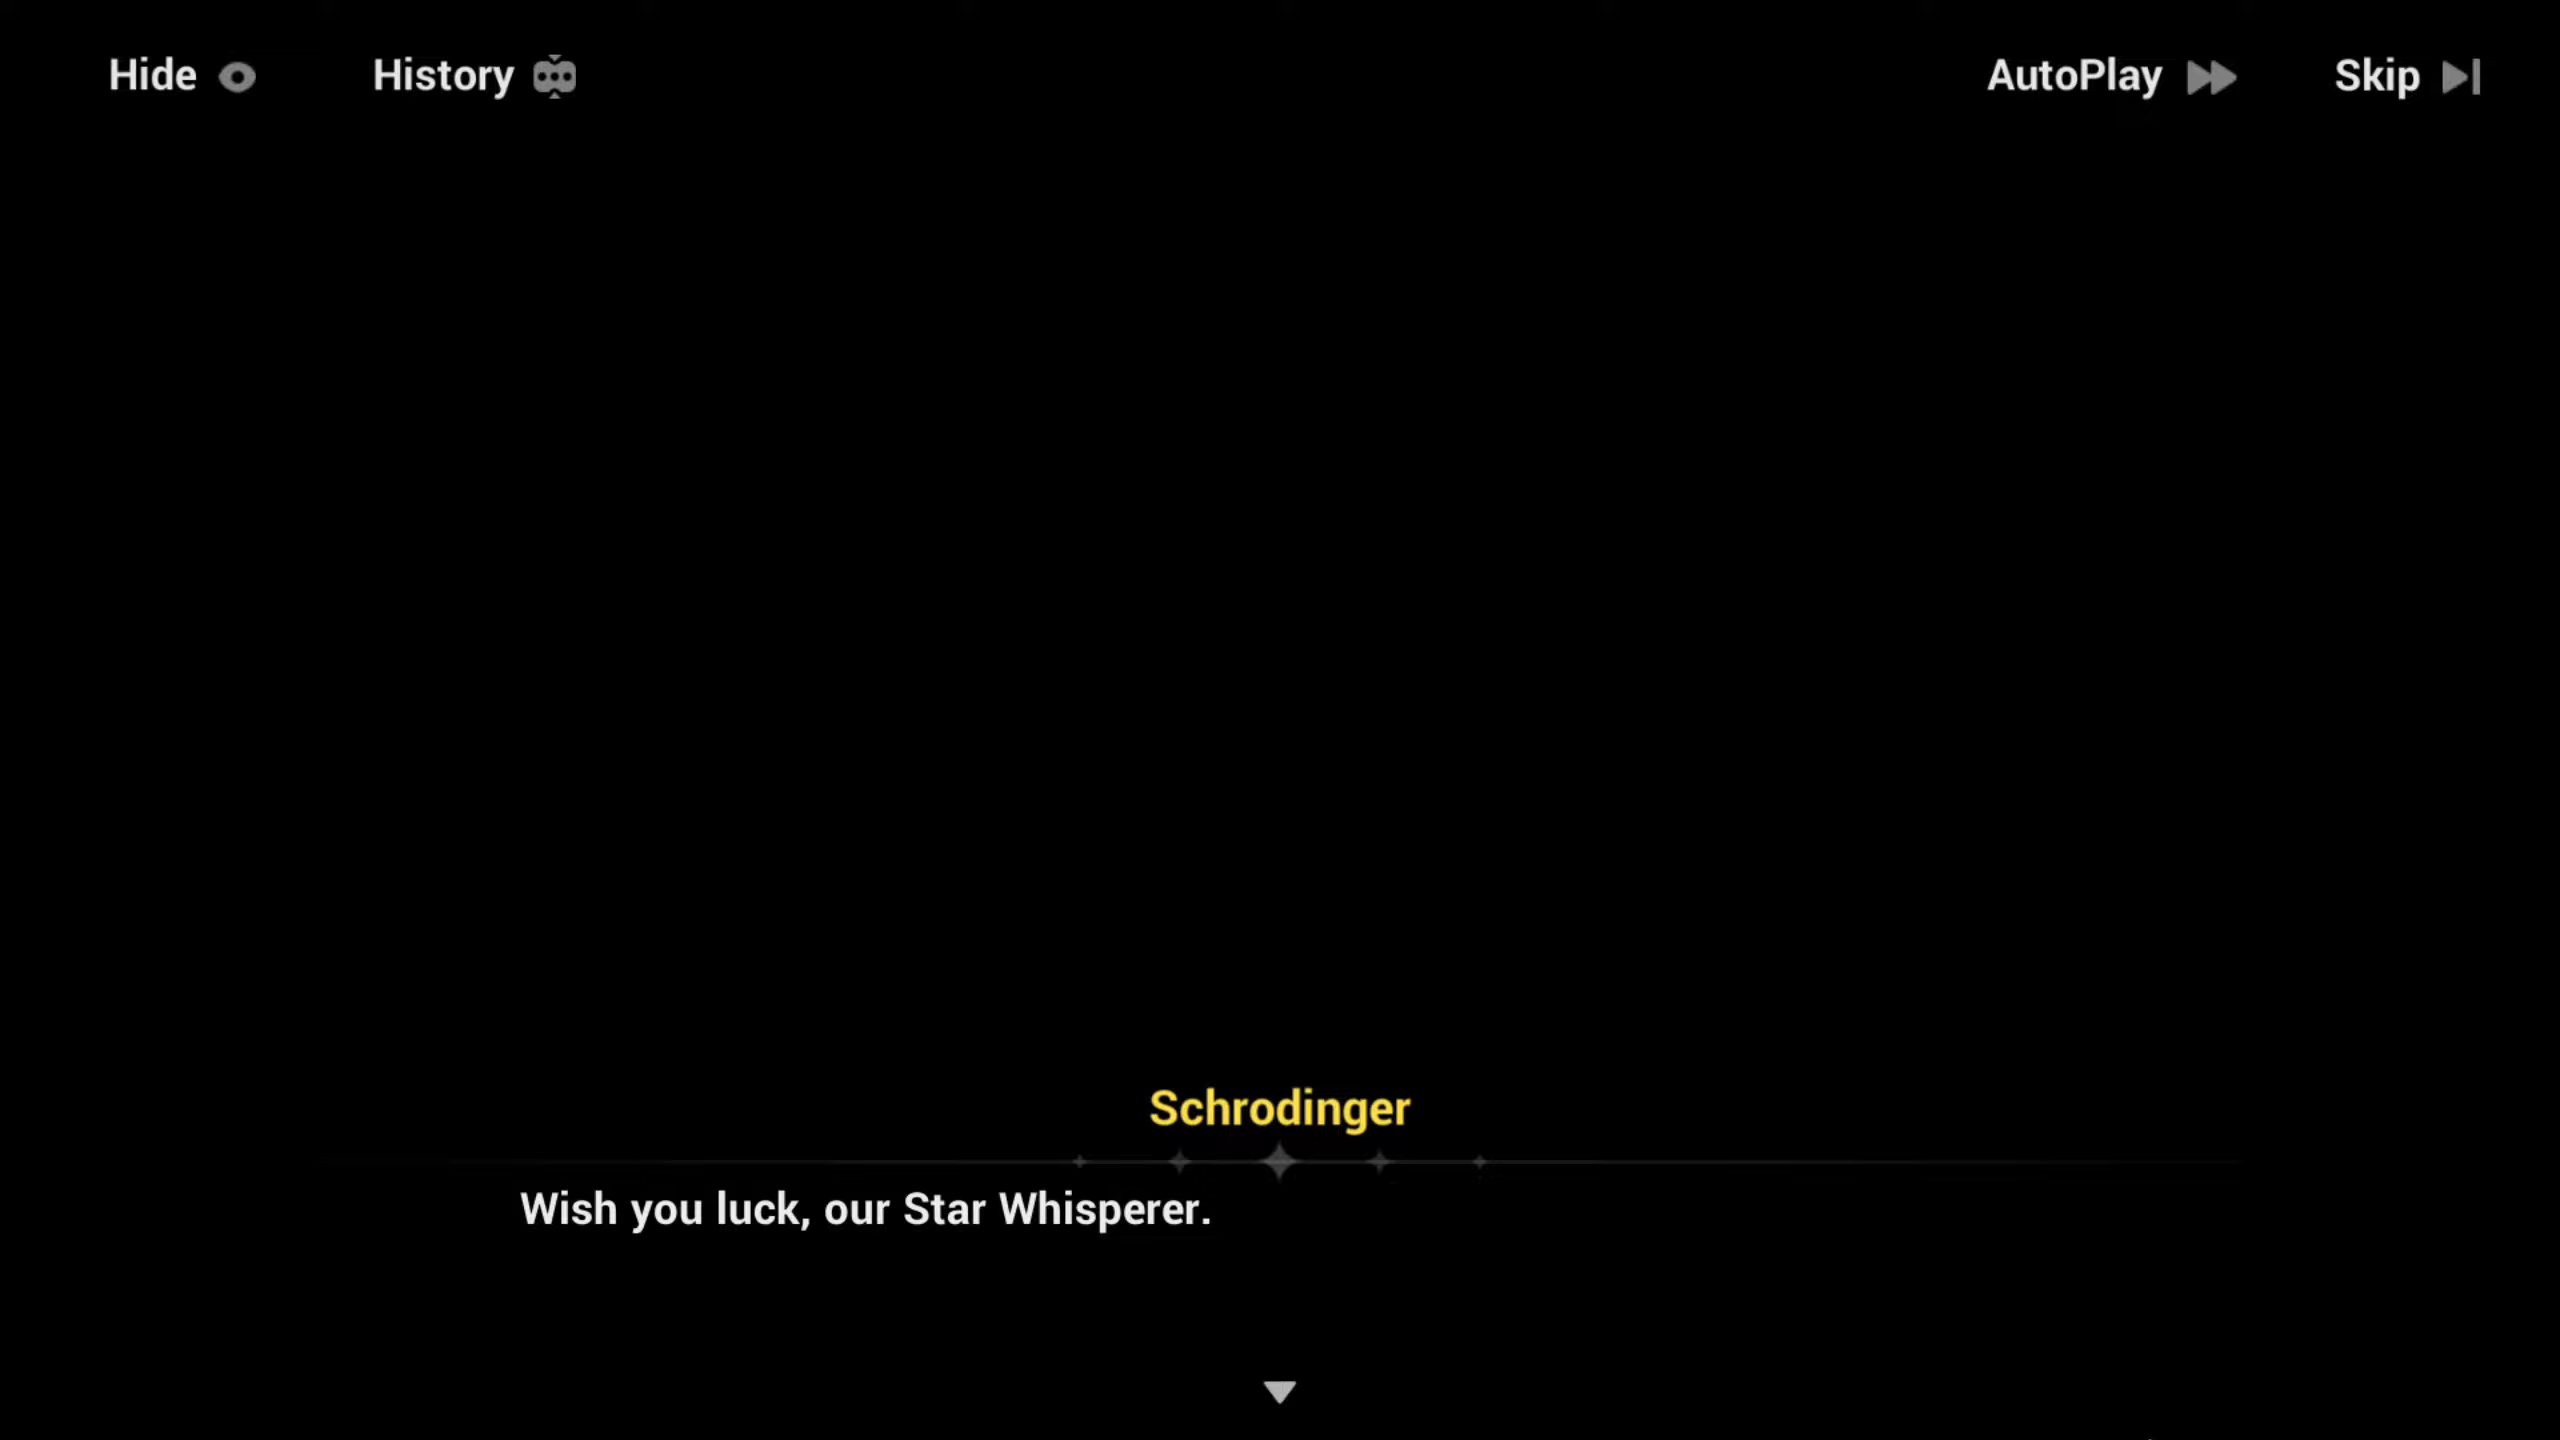 Hide
History
AutoPlay
Skip
Schrodinger
Wish you luck, our Star Whisperer.